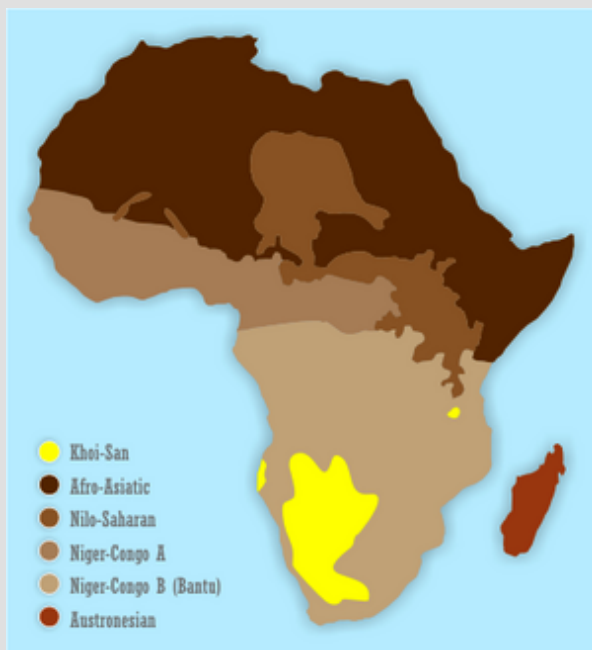 Khoi-San
Afro-Asiatic
Nilo-Saharan
Niger-Congo A
Niger-Congo B (Bantu)
Austronesian